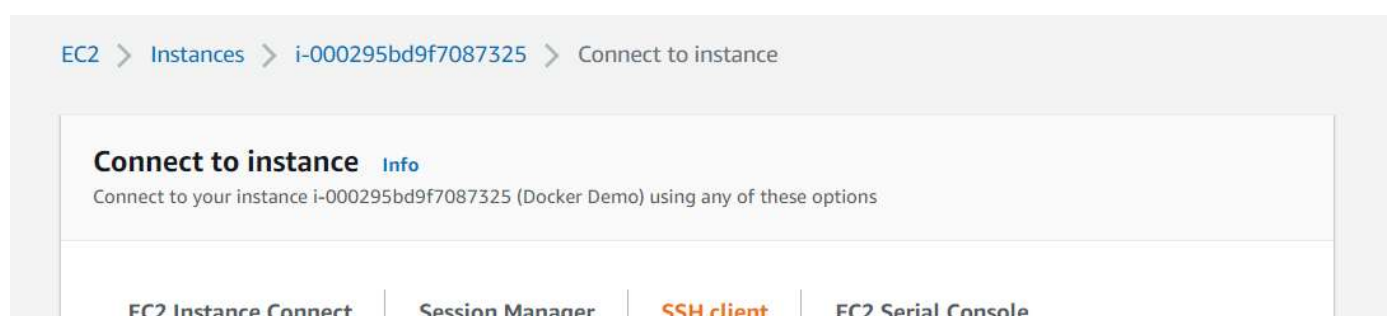 EC2 > Instances > i-000295bd9f7087325 > Connect to instance
Connect to instance Info
Connect to your instance i-000295bd9f7087325 (Docker Demo) using any of these options
EC2 Instance Connect | Session Manager | SSH client | EC2 Serial Console